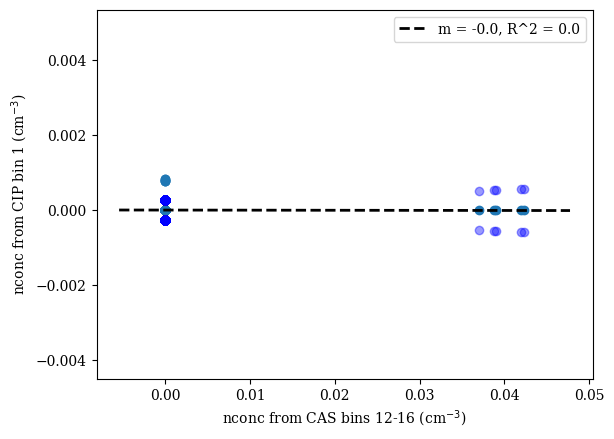 m = -0.0, R^2 = 0.0
nconc from CIP bin 1 (cm⁻³)
0.004
0.002
0.000
−0.002
−0.004
0.00 0.01 0.02 0.03 0.04 0.05
nconc from CAS bins 12-16 (cm⁻³)